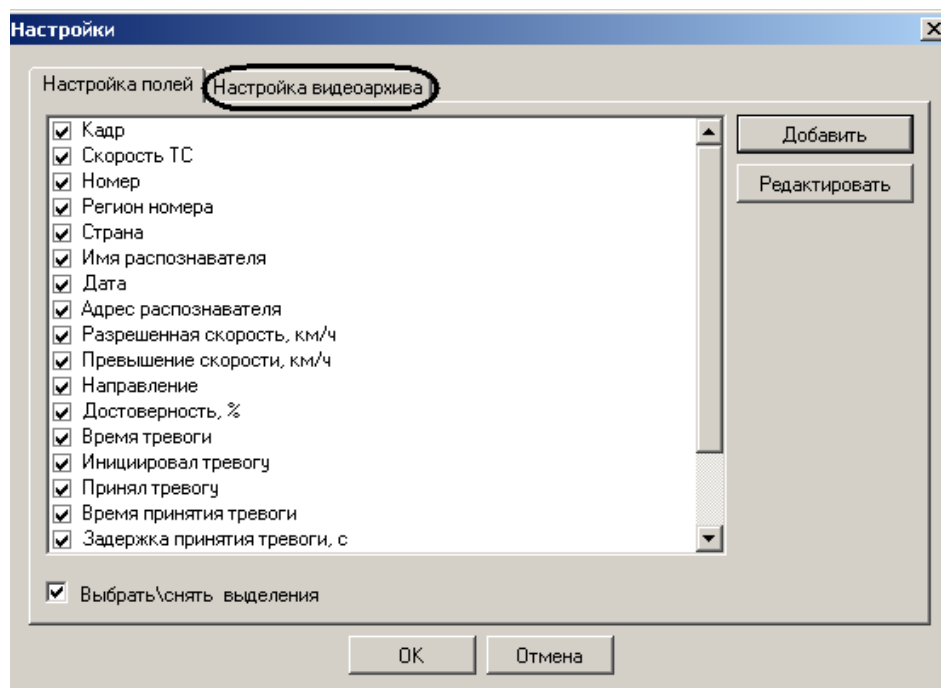 Настройки
Настройка полей Настройка видеоархива
Кадр
Добавить
Скорость ТС
Номер
Редактировать
Регион номера
Страна
Имя распознавателя
Дата
Адрес распознавателя
Разрешенная скорость, км/ч
Превышение скорости, км/ч
Направление
Достоверность, %
Время тревоги
Инициировал тревогу
Принял тревогу
Время принятия тревоги
Задержка принятия тревоги, с
Выбрать\снять выделения
ОК Отмена